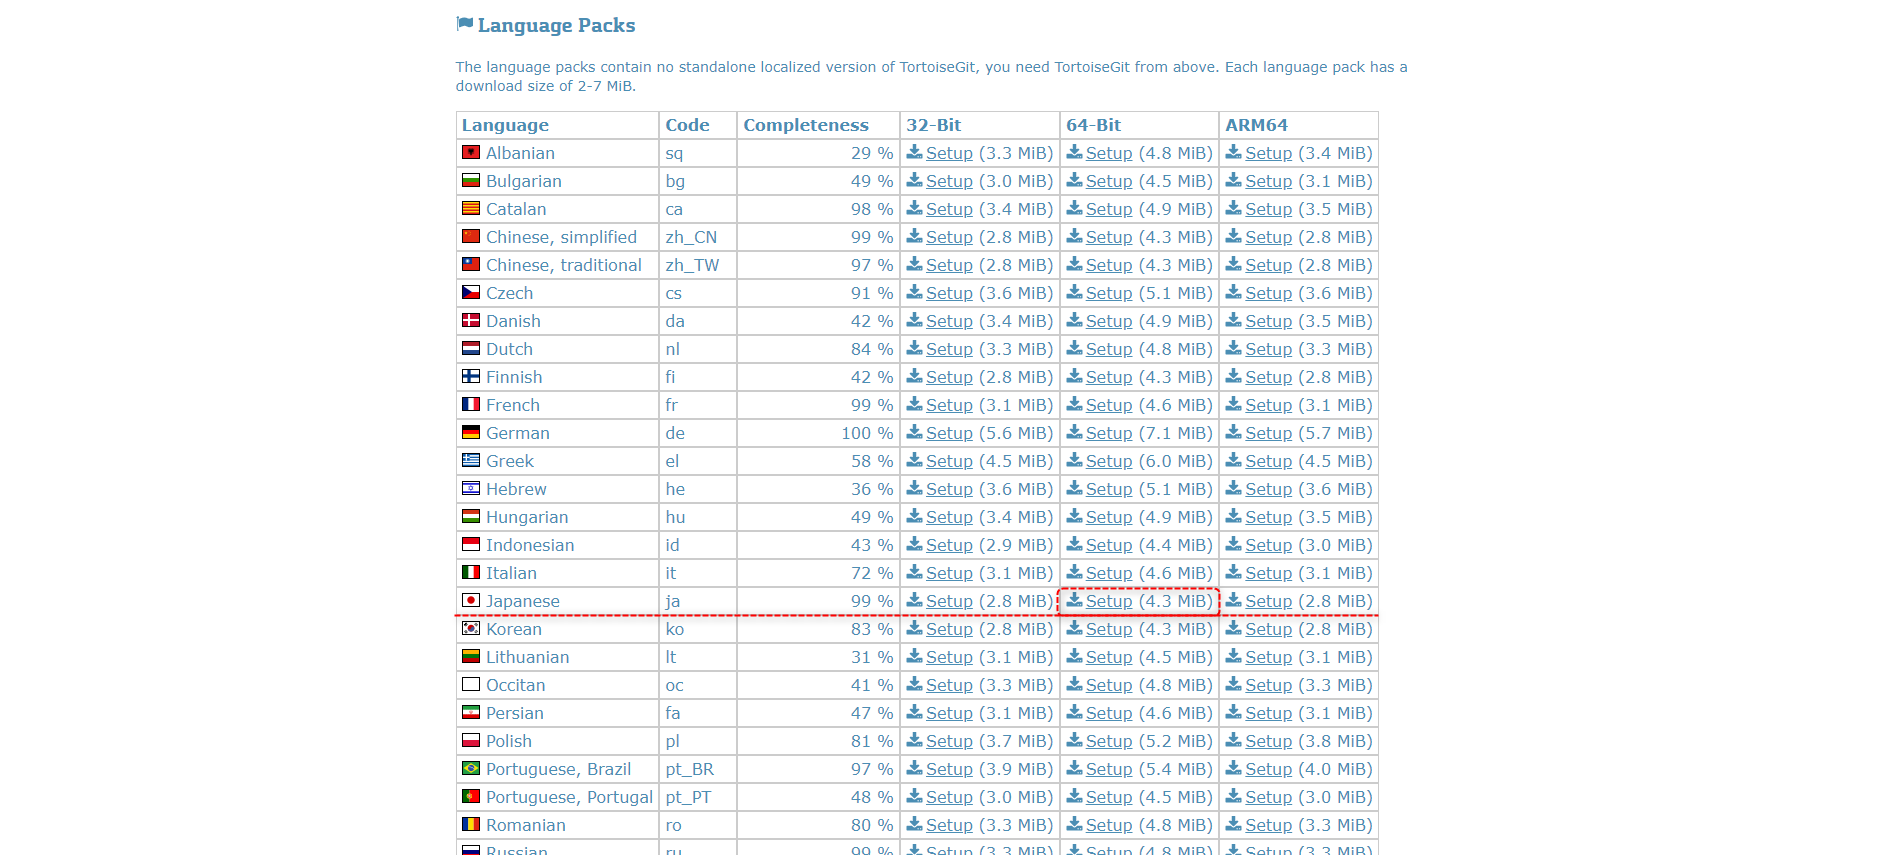 Language Packs
The language packs contain no standalone localized version of TortoiseGit, you need TortoiseGit from above. Each language pack has a
download size of 2-7 MiB.
Language Code Completeness 32-Bit 64-Bit ARM64
Albanian sq 29 % Setup (3.3 MiB) Setup (4.8 MiB) Setup (3.4 MiB)
Bulgarian bg 49 % Setup (3.0 MiB) Setup (4.5 MiB) Setup (3.1 MiB)
Catalan ca 98 % Setup (3.4 MiB) Setup (4.9 MiB) Setup (3.5 MiB)
Chinese, simplified zh_CN 99 % Setup (2.8 MiB) Setup (4.3 MiB) Setup (2.8 MiB)
Chinese, traditional zh_TW 97 % Setup (2.8 MiB) Setup (4.3 MiB) Setup (2.8 MiB)
Czech cs 91 % Setup (3.6 MiB) Setup (5.1 MiB) Setup (3.6 MiB)
Danish da 42 % Setup (3.4 MiB) Setup (4.9 MiB) Setup (3.5 MiB)
Dutch nl 84 % Setup (3.3 MiB) Setup (4.8 MiB) Setup (3.3 MiB)
Finnish fi 42 % Setup (2.8 MiB) Setup (4.3 MiB) Setup (2.8 MiB)
French fr 99 % Setup (3.1 MiB) Setup (4.6 MiB) Setup (3.1 MiB)
German de 100 % Setup (5.6 MiB) Setup (7.1 MiB) Setup (5.7 MiB)
Greek el 58 % Setup (4.5 MiB) Setup (6.0 MiB) Setup (4.5 MiB)
Hebrew he 36 % Setup (3.6 MiB) Setup (5.1 MiB) Setup (3.6 MiB)
Hungarian hu 49 % Setup (3.4 MiB) Setup (4.9 MiB) Setup (3.5 MiB)
Indonesian id 43 % Setup (2.9 MiB) Setup (4.4 MiB) Setup (3.0 MiB)
Italian it 72 % Setup (3.1 MiB) Setup (4.6 MiB) Setup (3.1 MiB)
Japanese ja 99 % Setup (2.8 MiB) Setup (4.3 MiB) Setup (2.8 MiB)
Korean ko 83 % Setup (2.8 MiB) Setup (4.3 MiB) Setup (2.8 MiB)
Lithuanian lt 31 % Setup (3.1 MiB) Setup (4.5 MiB) Setup (3.1 MiB)
Occitan oc 41 % Setup (3.3 MiB) Setup (4.8 MiB) Setup (3.3 MiB)
Persian fa 47 % Setup (3.1 MiB) Setup (4.6 MiB) Setup (3.1 MiB)
Polish pl 81 % Setup (3.7 MiB) Setup (5.2 MiB) Setup (3.8 MiB)
Portuguese, Brazil pt_BR 97 % Setup (3.9 MiB) Setup (5.4 MiB) Setup (4.0 MiB)
Portuguese, Portugal pt_PT 48 % Setup (3.0 MiB) Setup (4.5 MiB) Setup (3.0 MiB)
Romanian ro 80 % Setup (3.3 MiB) Setup (4.8 MiB) Setup (3.3 MiB)
Russian ru 99 % Setup (3.3 MiB) Setup (4.8 MiB) Setup (3.3 MiB)